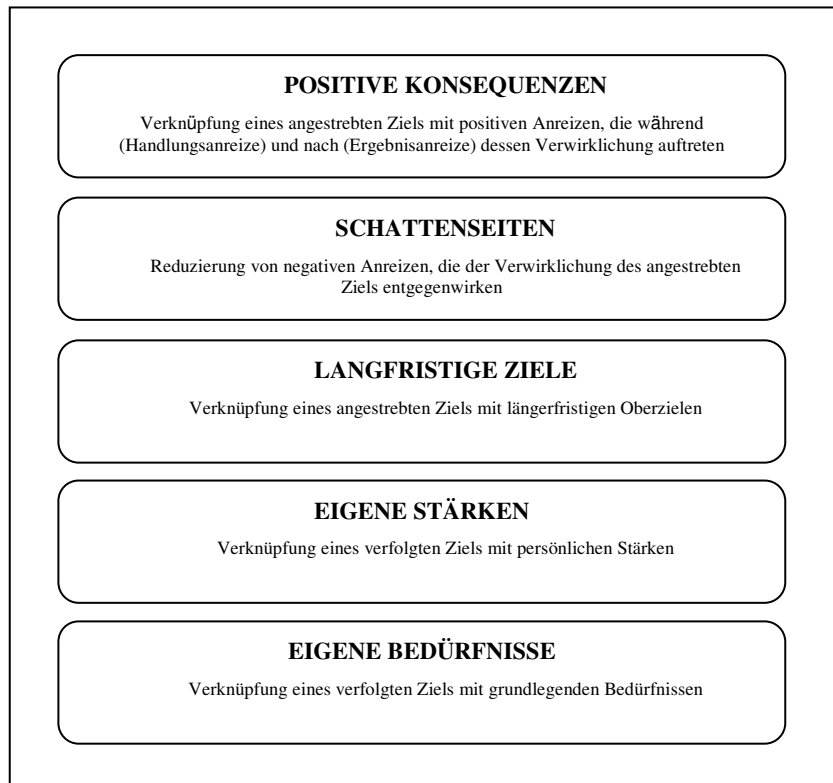 POSITIVE KONSEQUENZEN
Verknüpfung eines angestrebten Ziels mit positiven Anreizen, die während
(Handlungsanreize) und nach (Ergebnisanreize) dessen Verwirklichung auftreten
SCHATTENSEITEN
Reduzierung von negativen Anreizen, die der Verwirklichung des angestrebten
Ziels entgegenwirken
LANGFRISTIGE ZIELE
Verknüpfung eines angestrebten Ziels mit längerfristigen Oberzielen
EIGENE STÄRKEN
Verknüpfung eines verfolgten Ziels mit persönlichen Stärken
EIGENE BEDÜRFNISSE
Verknüpfung eines verfolgten Ziels mit grundlegenden Bedürfnissen